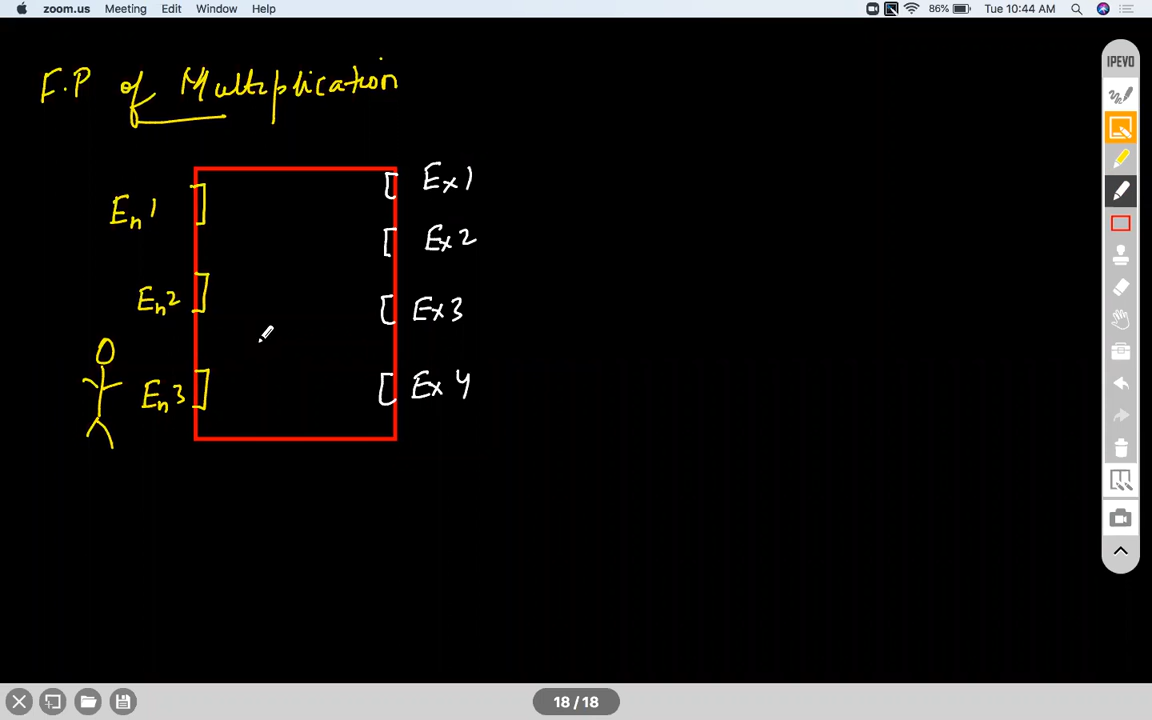 zoom.us Meeting Edit Window Help 86% Tue 10:44 AM
IPEVO
F.P of Multiplication
Ex1
En1
Ex2
En2
Ex3
En3
Ex4
18 / 18